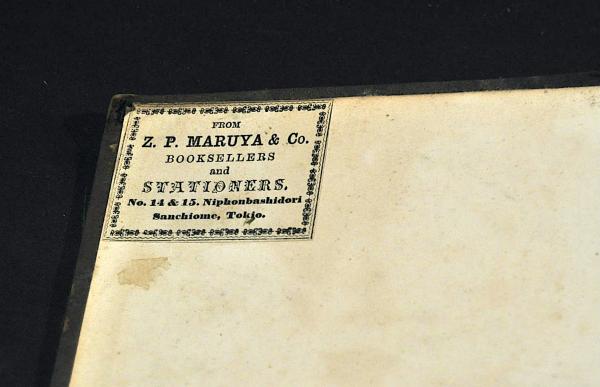 FROM
Z. P. MARUYA & Co.
BOOKSELLERS
and
STATIONERS.
No. 14 & 15. Niphonbashidori
Sanchiome, Tokio.